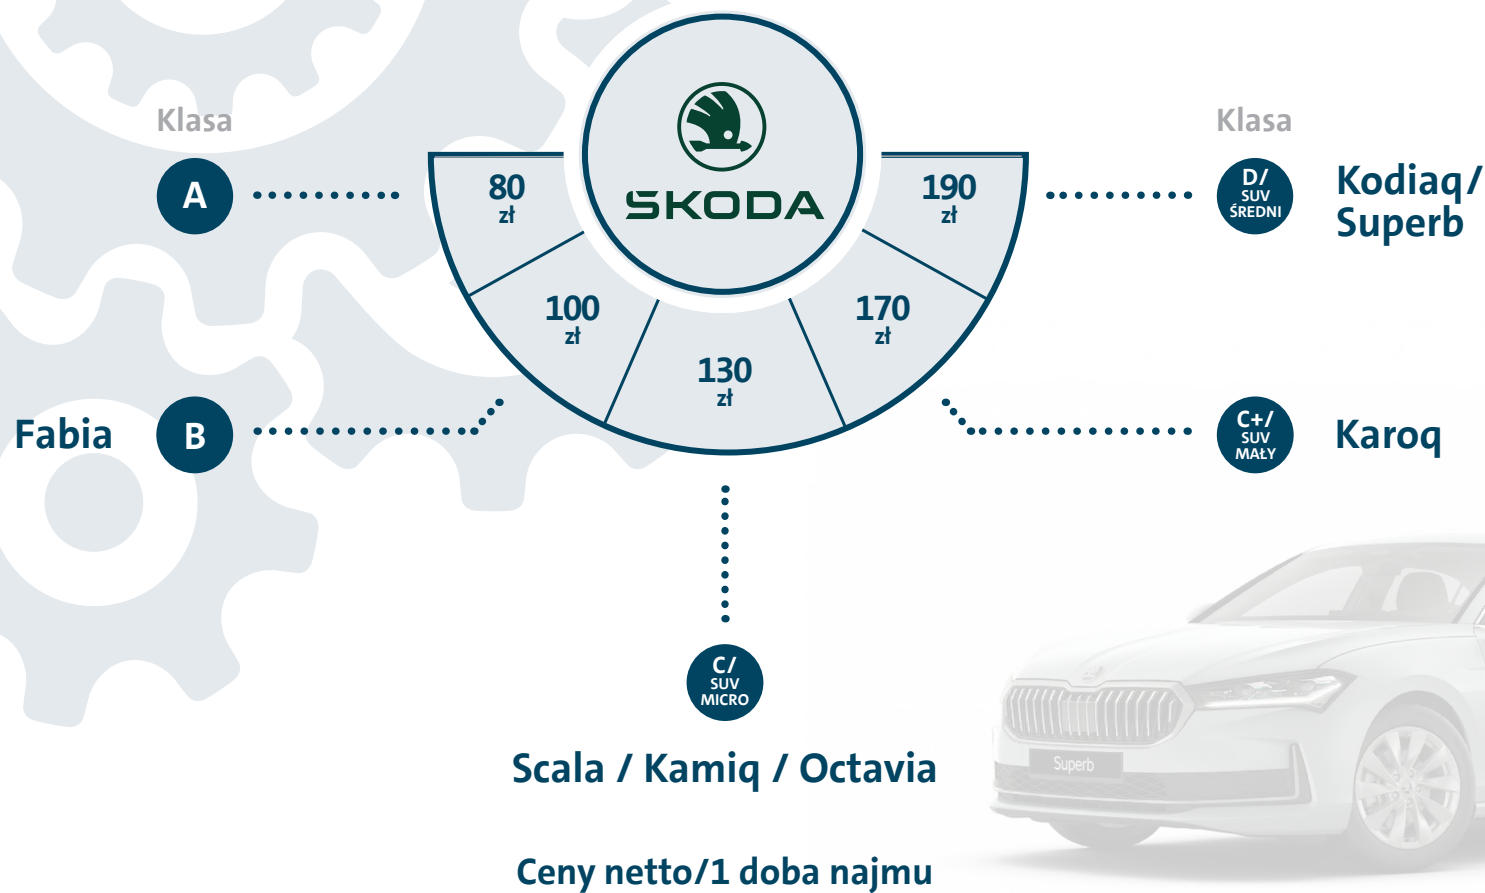 Klasa
A
80
zł
ŠKODA
190
zł
Klasa
D/
SUV
ŚREDNI
Kodiaq/
Superb
100
zł
170
zł
130
zł
Fabia
B
C+/
SUV
MAŁY
Karoq
C/
SUV
MICRO
Scala / Kamiq / Octavia
Superb
Ceny netto/1 doba najmu